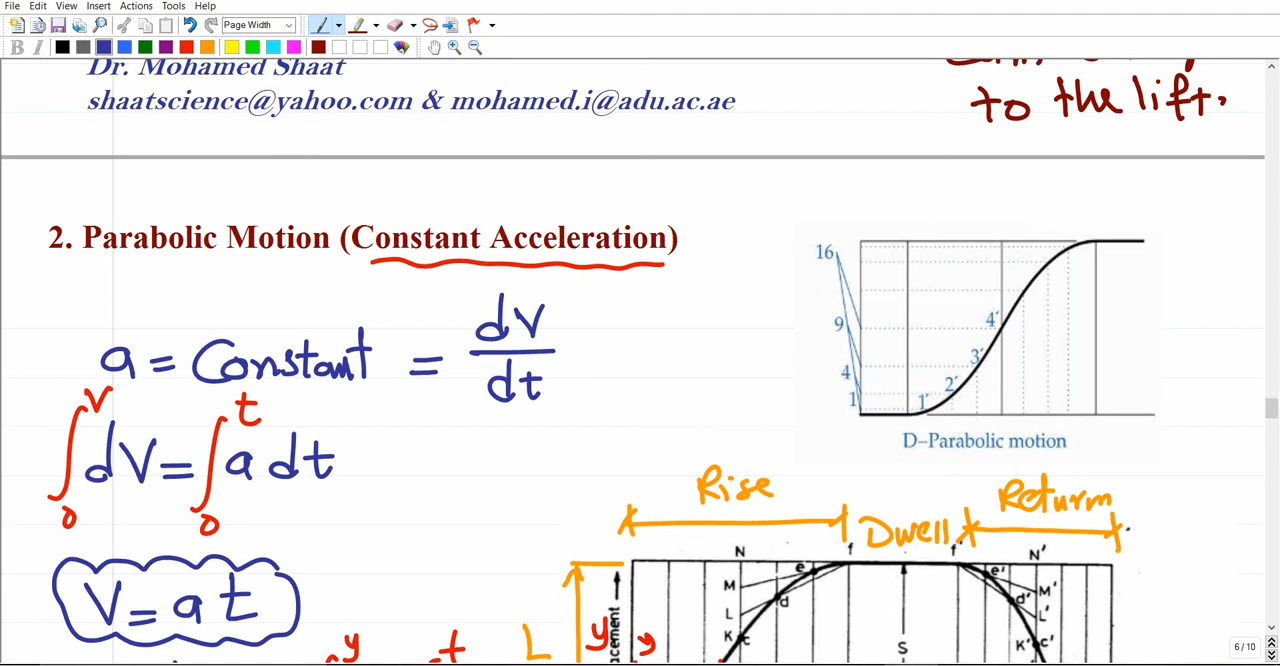 File Edit View Insert Actions Tools Help
Page Width
B I
Dr. Mohamed Shaat
shaatscience@yahoo.com & mohamed.i@adu.ac.ae
to the lift.
2. Parabolic Motion (Constant Acceleration)
a = Constant = dV/dt
∫₀ᵛ dV = ∫₀ᵗ a dt
V = a t
16
9
4
1
1' 2' 3' 4'
D–Parabolic motion
Rise Dwell Return
N f f' N'
M e e' M'
L d d' L'
K c c' K'
S
y t L y y
6 / 10